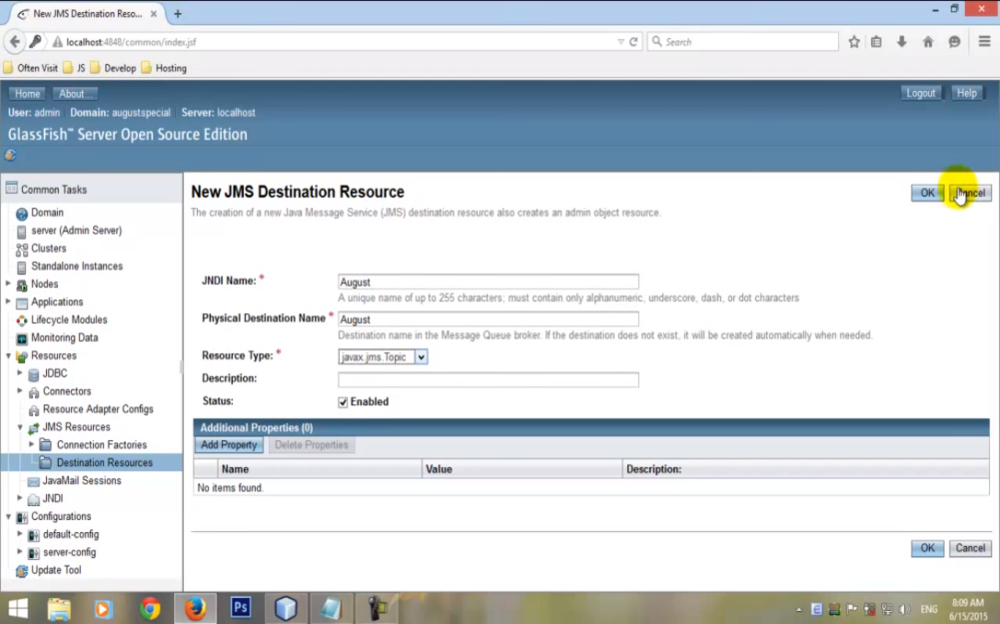 New JMS Destination Resou...
localhost:4848/common/index.jsf
Search
Often Visit JS Develop Hosting
Home About...
Logout Help
User: admin Domain: augustspecial Server: localhost
GlassFish™ Server Open Source Edition
Common Tasks
Domain
server (Admin Server)
Clusters
Standalone Instances
Nodes
Applications
Lifecycle Modules
Monitoring Data
Resources
JDBC
Connectors
Resource Adapter Configs
JMS Resources
Connection Factories
Destination Resources
JavaMail Sessions
JNDI
Configurations
default-config
server-config
Update Tool
New JMS Destination Resource
OK Cancel
The creation of a new Java Message Service (JMS) destination resource also creates an admin object resource.
JNDI Name: * August
A unique name of up to 255 characters; must contain only alphanumeric, underscore, dash, or dot characters
Physical Destination Name * August
Destination name in the Message Queue broker. If the destination does not exist, it will be created automatically when needed.
Resource Type: * javax.jms.Topic
Description:
Status: Enabled
Additional Properties (0)
Add Property Delete Properties
Name Value Description:
No items found.
OK Cancel
Ps
E
ENG
8:09 AM
6/15/2015